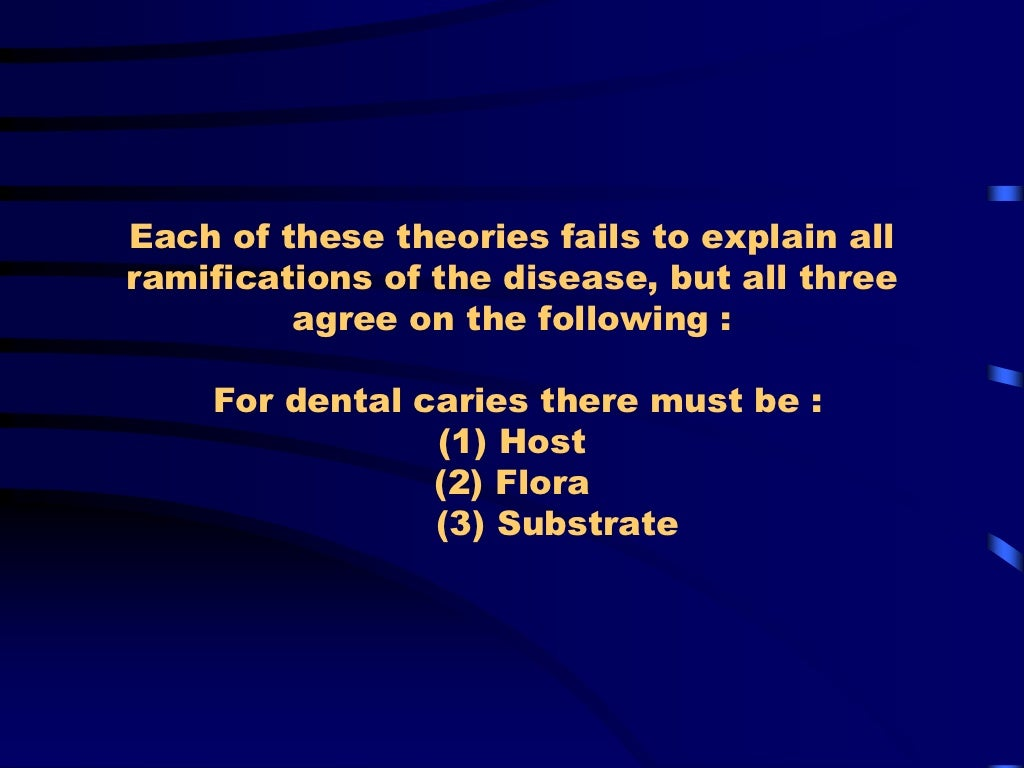 Each of these theories fails to explain all
ramifications of the disease, but all three
agree on the following :
For dental caries there must be :
(1) Host
(2) Flora
(3) Substrate